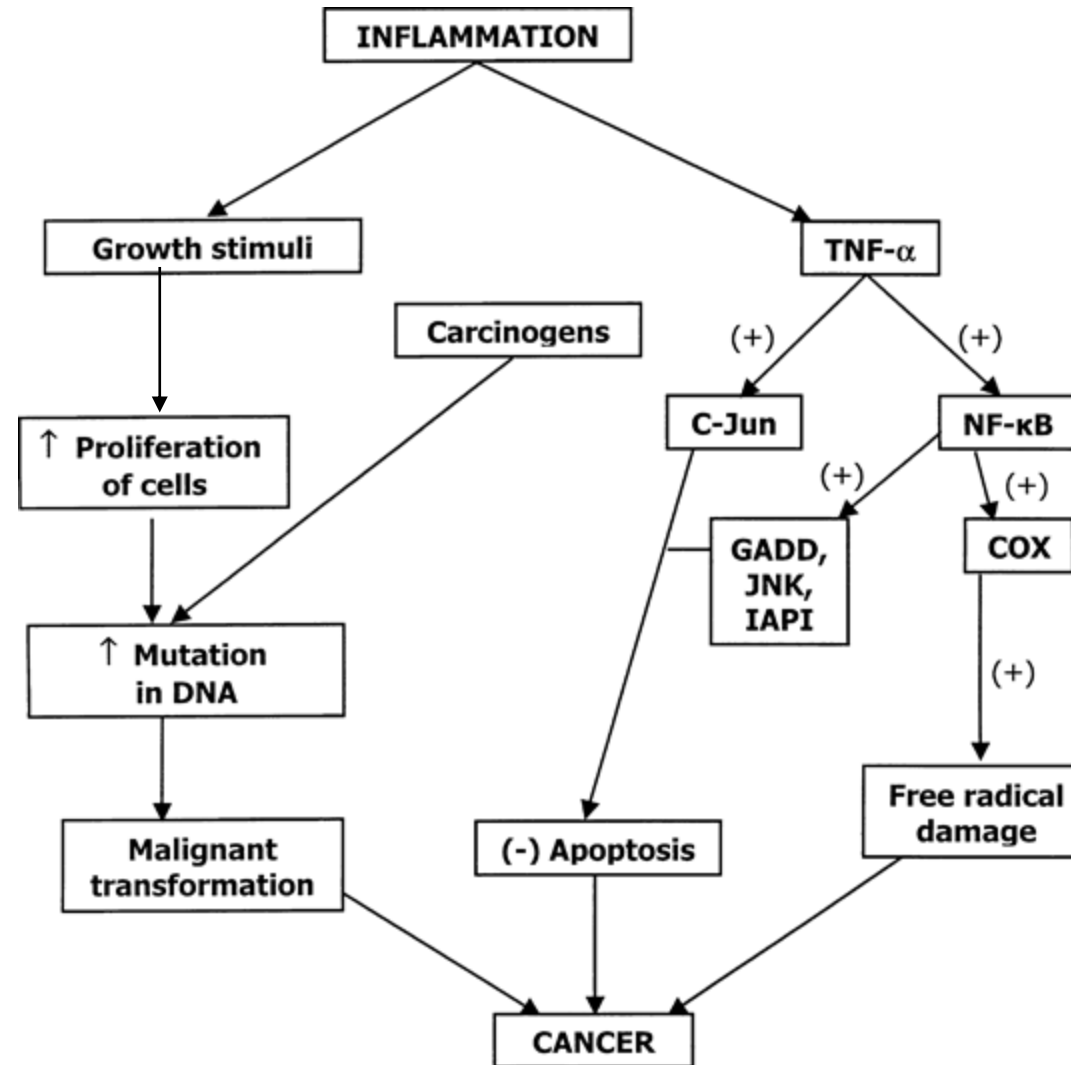 INFLAMMATION
Growth stimuli
TNF-α
Carcinogens
(+)
(+)
C-Jun
NF-κB
↑ Proliferation
of cells
(+)
(+)
GADD,
JNK,
IAPI
COX
↑ Mutation
in DNA
(+)
Malignant
transformation
(-) Apoptosis
Free radical
damage
CANCER